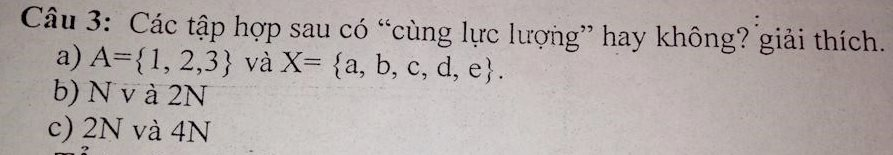 Câu 3: Các tập hợp sau có “cùng lực lượng” hay không? giải thích.
a) A={1, 2,3} và X= {a, b, c, d, e}.
b) N v à 2N
c) 2N và 4N